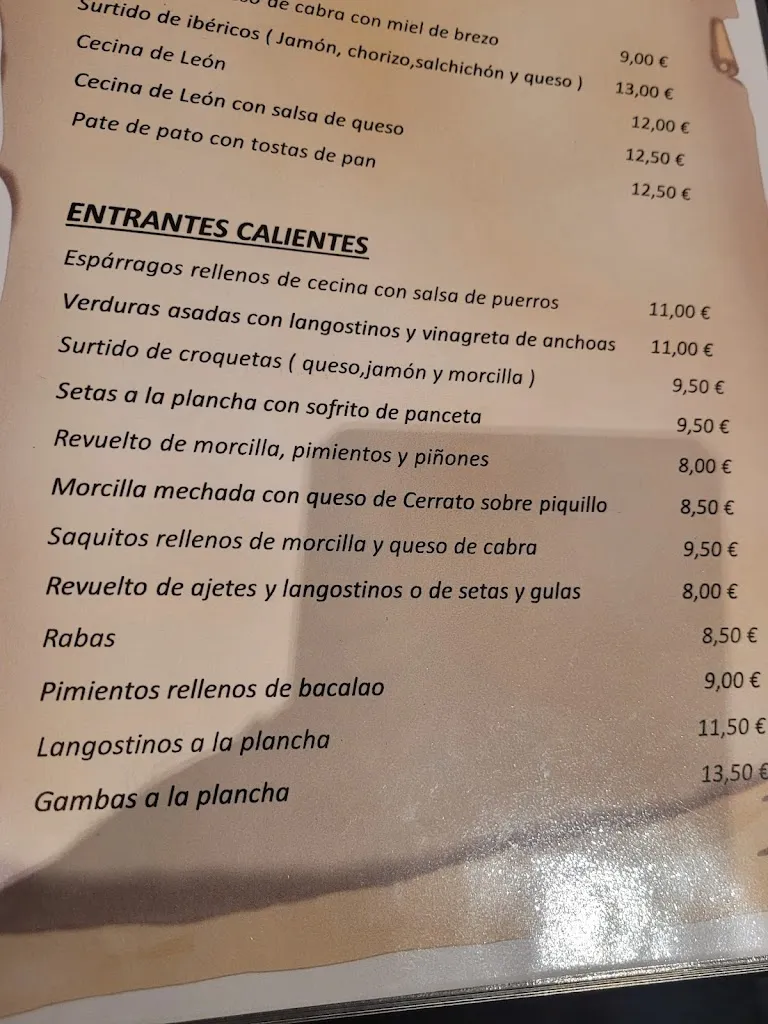 de cabra con miel de brezo 9,00 €
Surtido de ibéricos ( Jamón, chorizo,salchichón y queso ) 13,00 €
Cecina de León 12,00 €
Cecina de León con salsa de queso 12,50 €
Pate de pato con tostas de pan 12,50 €
ENTRANTES CALIENTES
Espárragos rellenos de cecina con salsa de puerros 11,00 €
Verduras asadas con langostinos y vinagreta de anchoas 11,00 €
Surtido de croquetas ( queso,jamón y morcilla ) 9,50 €
Setas a la plancha con sofrito de panceta 9,50 €
Revuelto de morcilla, pimientos y piñones 8,00 €
Morcilla mechada con queso de Cerrato sobre piquillo 8,50 €
Saquitos rellenos de morcilla y queso de cabra 9,50 €
Revuelto de ajetes y langostinos o de setas y gulas 8,00 €
Rabas 8,50 €
Pimientos rellenos de bacalao 9,00 €
Langostinos a la plancha 11,50 €
Gambas a la plancha 13,50 €